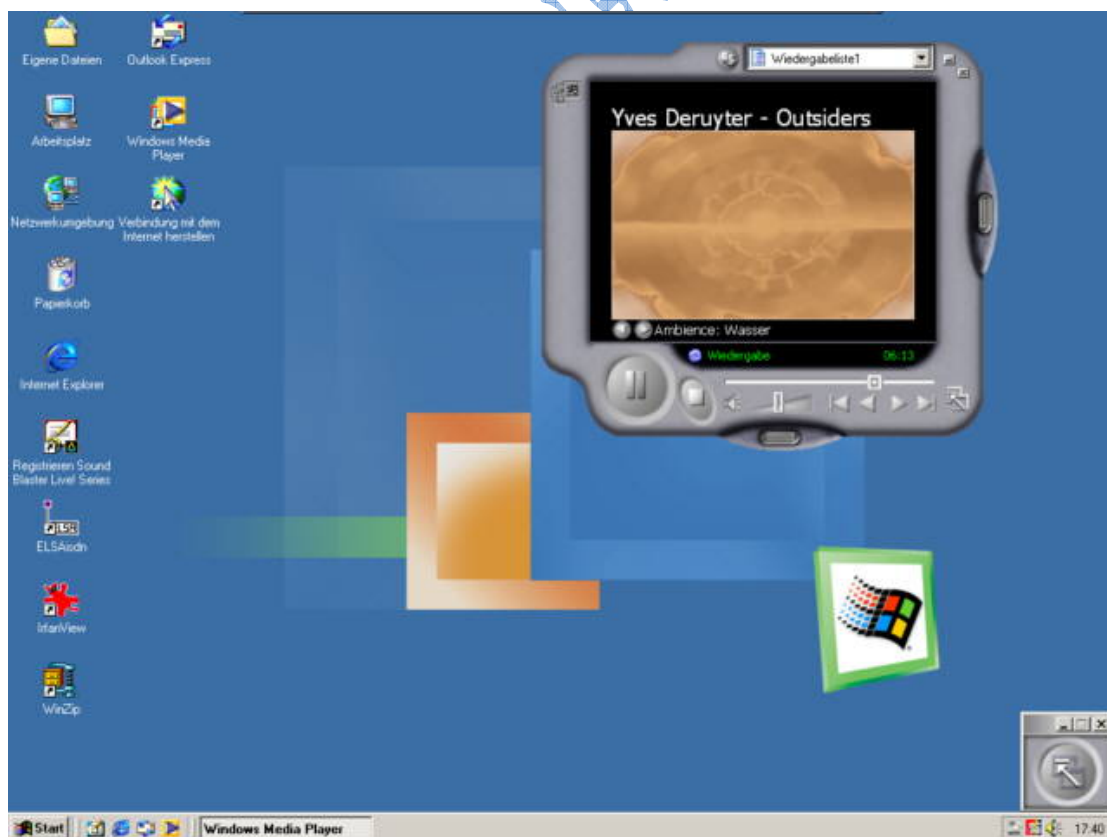 Eigene Dateien
Outlook Express
Arbeitsplatz
Windows Media
Player
Netzwerkumgebung
Verbindung mit dem
Internet herstellen
Papierkorb
Internet Explorer
Registrieren Sound
Blaster Live! Series
ELSAisdn
IrfanView
WinZip
Wiedergabeliste1
Yves Deruyter - Outsiders
Ambience: Wasser
Wiedergabe 06:13
Start
Windows Media Player
17:40